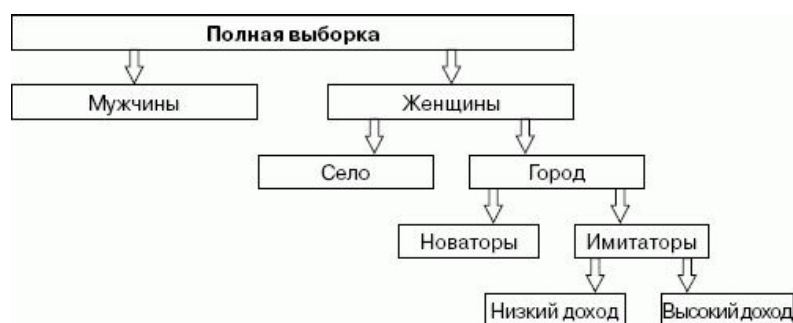 Полная выборка
Мужчины
Женщины
Село
Город
Новаторы
Имитаторы
Низкий доход
Высокий доход